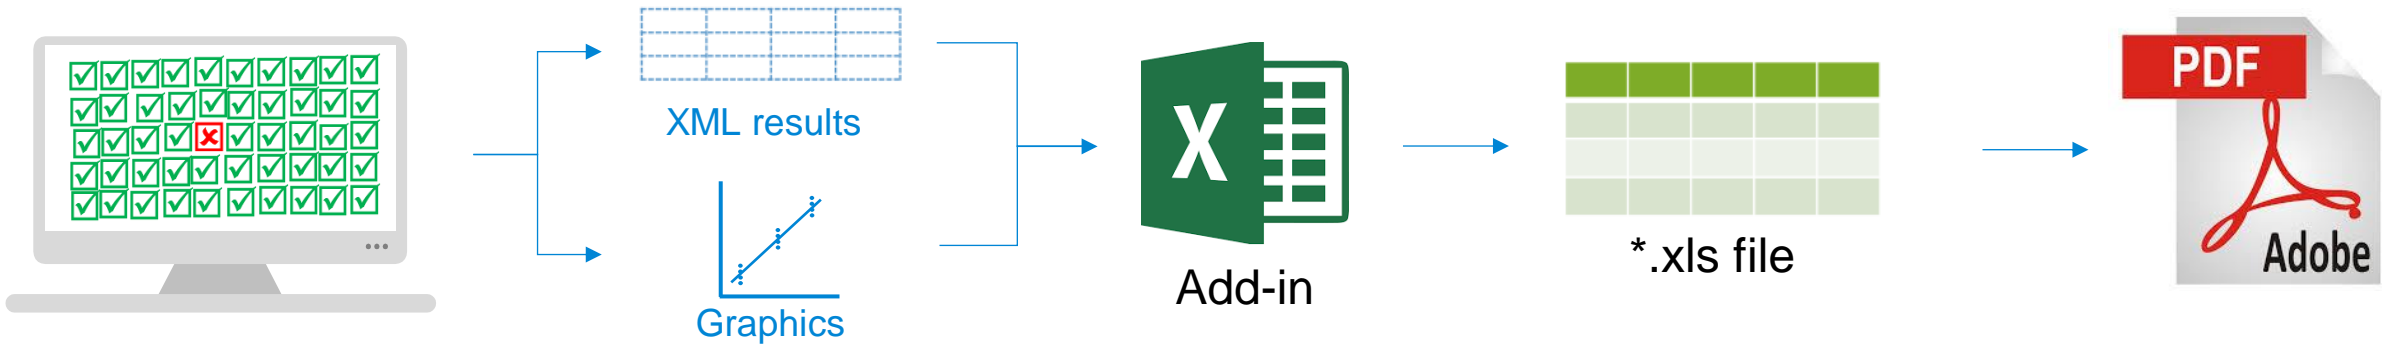 XML results
Graphics
X
Add-in
*.xls file
PDF
Adobe